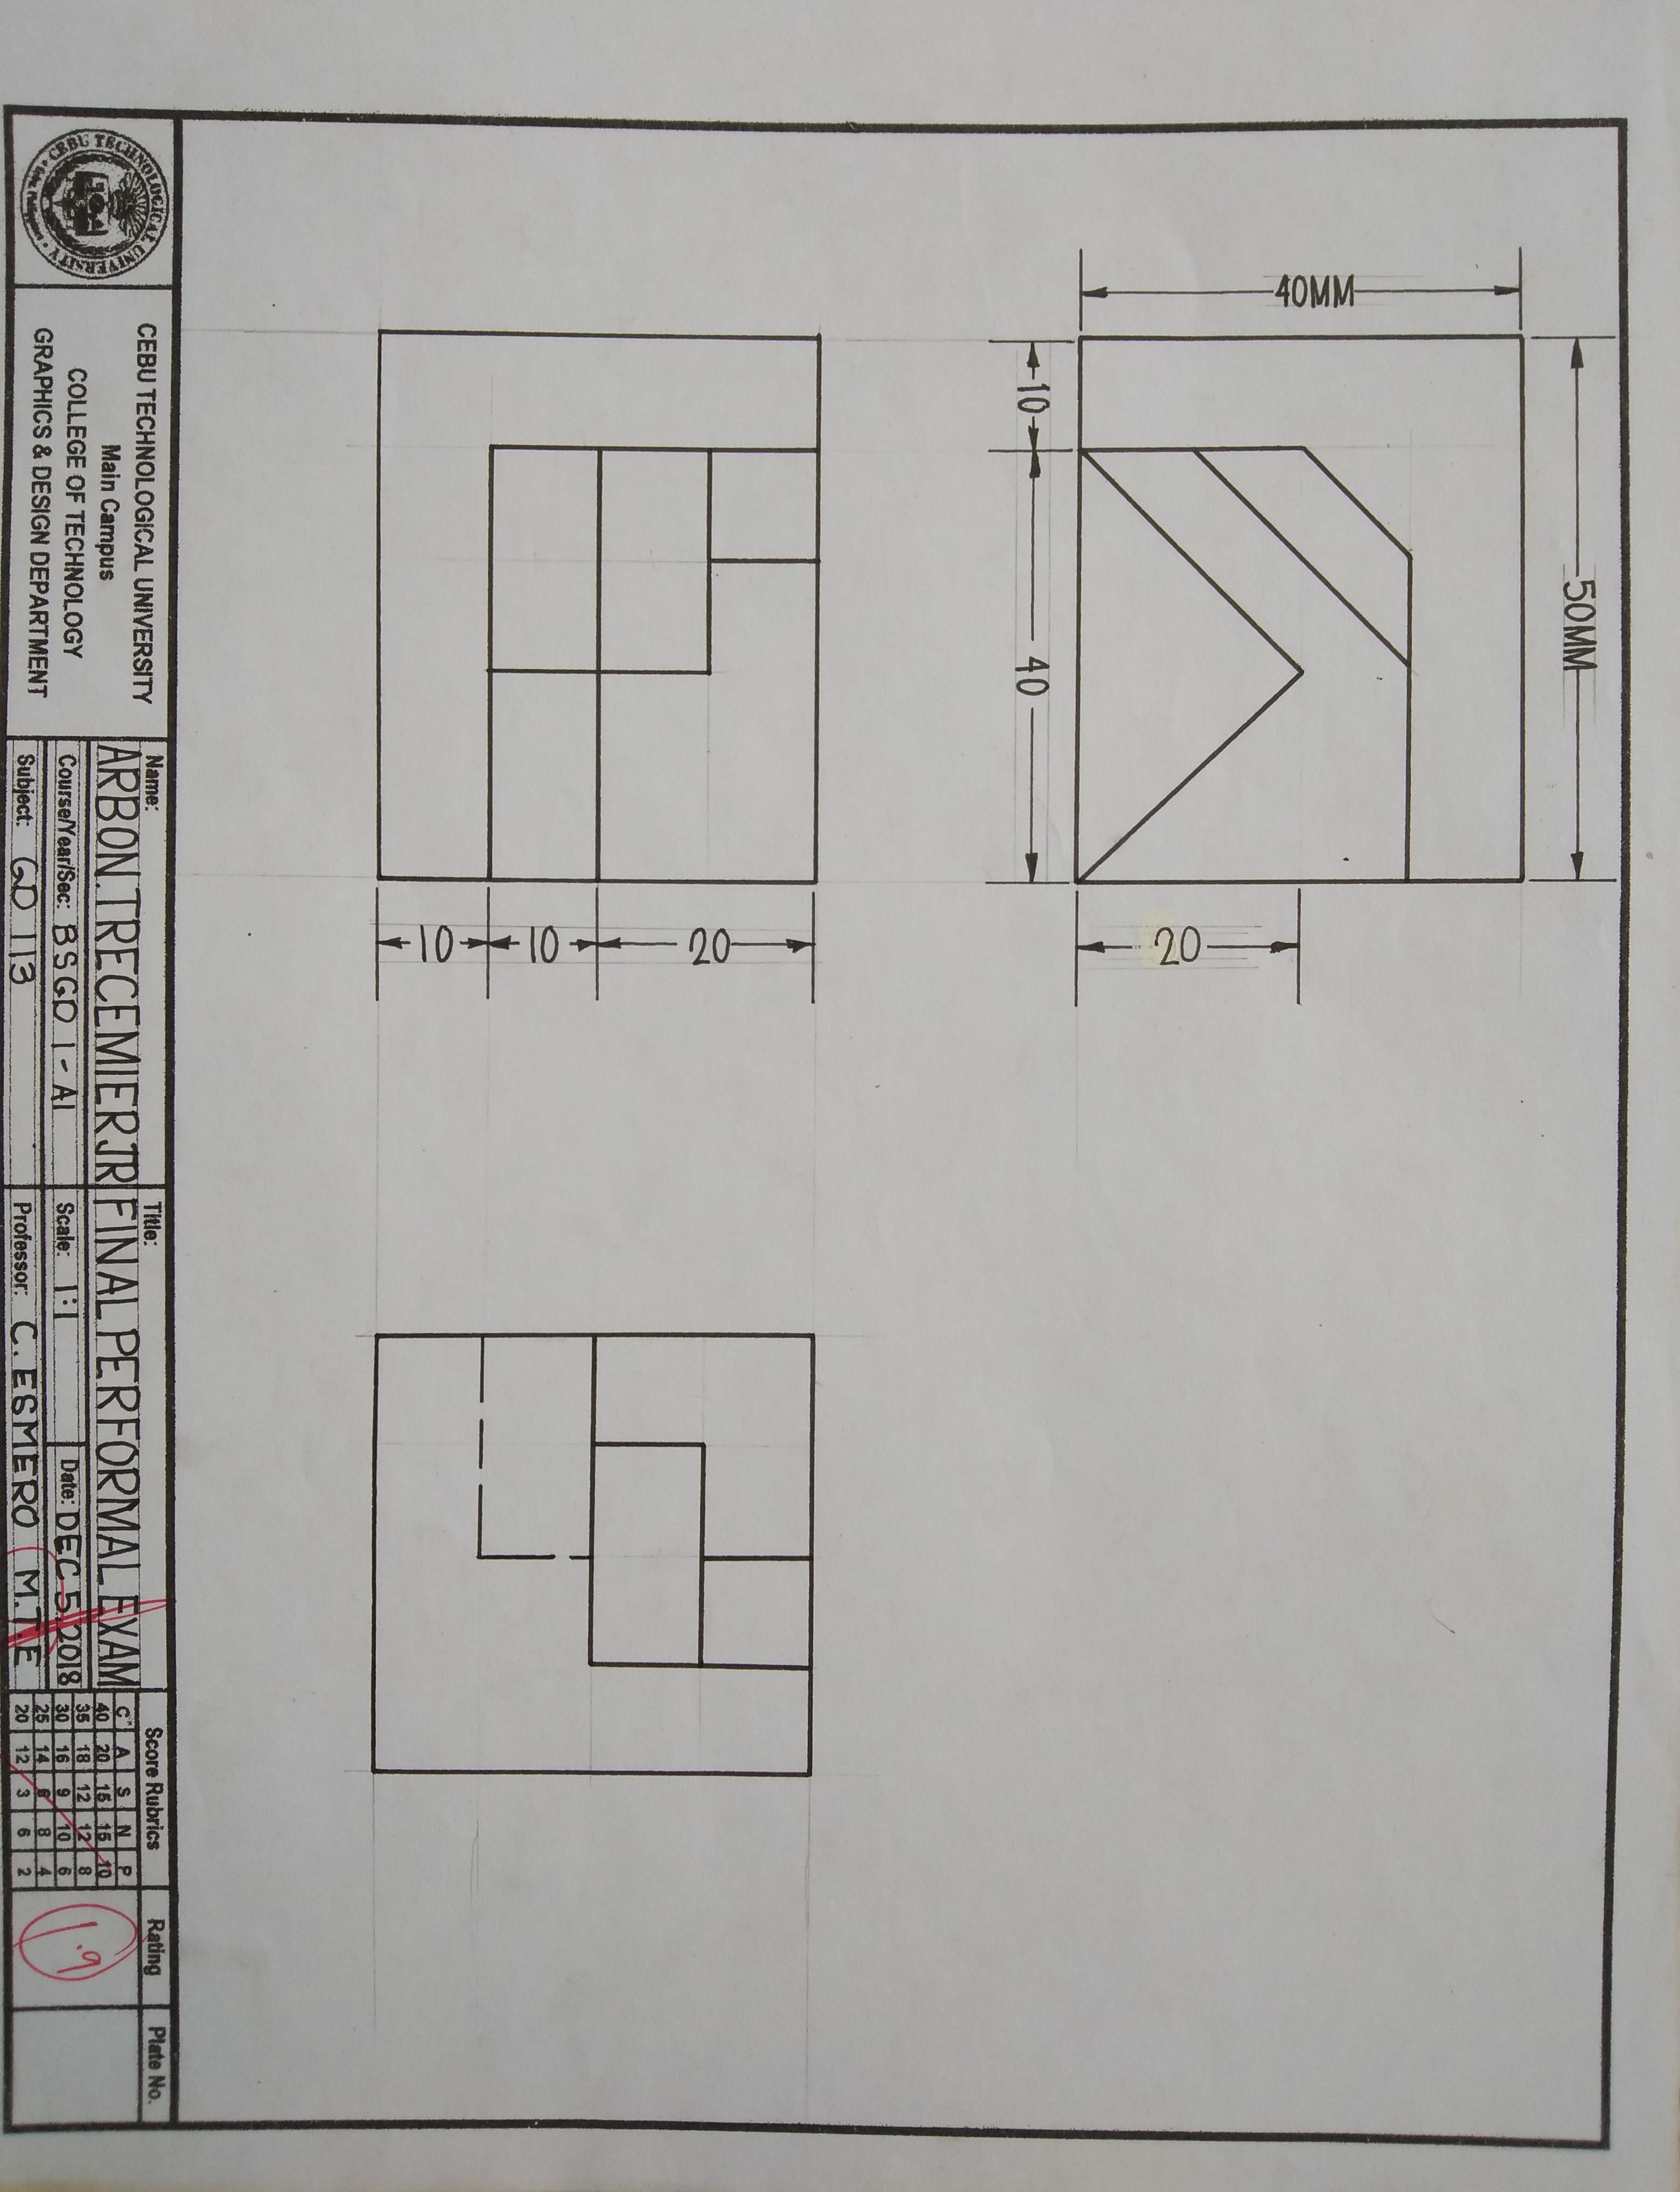 40MM
50MM
10
40
20
10
10
20
CEBU TECHNOLOGICAL UNIVERSITY
CEBU TECHNOLOGICAL UNIVERSITY
Main Campus
COLLEGE OF TECHNOLOGY
GRAPHICS & DESIGN DEPARTMENT
Name:
ARBON.TRECEMIERJR
Course/Year/Sec: BSGD 1-A1
Subject: GD 113
Title:
FINAL PERFORMAL EXAM
Scale: 1:1
Date: DEC 5, 2018
Professor: C. ESMERO M.T.E
Score Rubrics
C A S N P
40 20 15 15 10
35 18 12 12 8
30 16 9 10 6
25 14 6 8 4
20 12 3 6 2
Rating
1.9
Plate No.